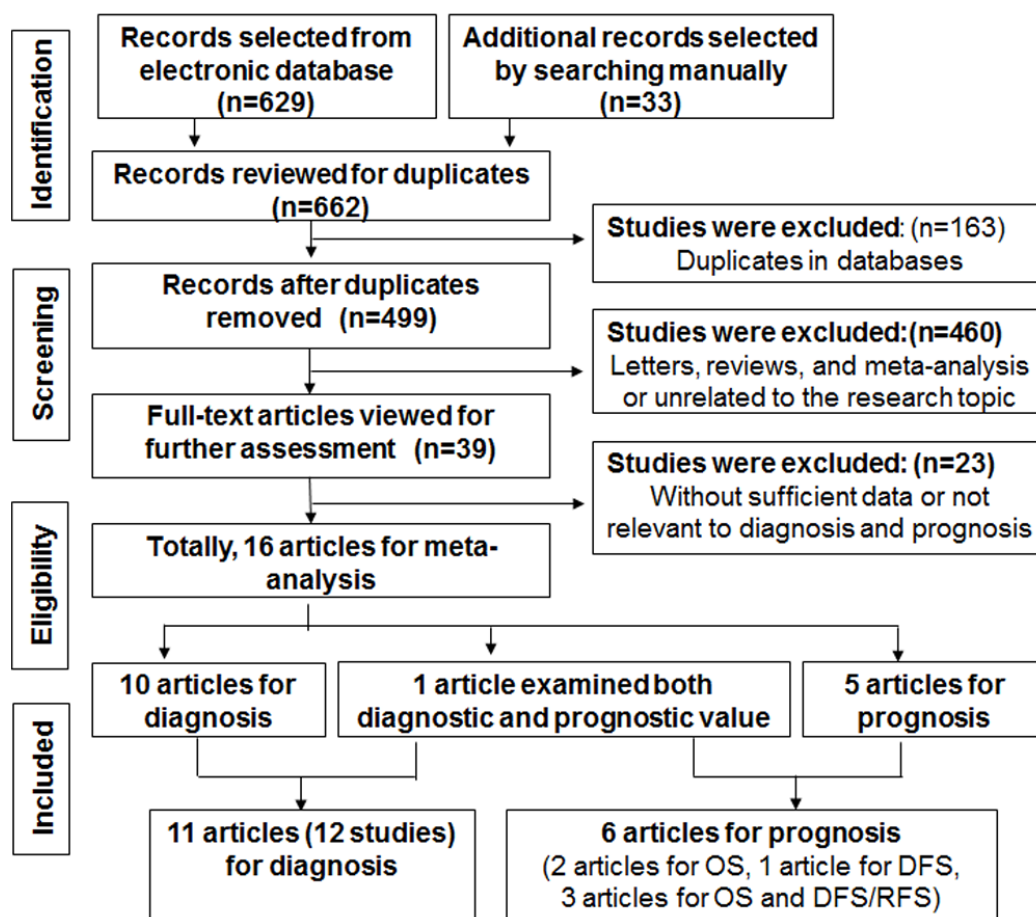 Identification
Records selected from
electronic database
(n=629)
Additional records selected
by searching manually
(n=33)
Records reviewed for duplicates
(n=662)
Studies were excluded: (n=163)
Duplicates in databases
Screening
Records after duplicates
removed (n=499)
Studies were excluded:(n=460)
Letters, reviews, and meta-analysis
or unrelated to the research topic
Full-text articles viewed for
further assessment (n=39)
Studies were excluded: (n=23)
Without sufficient data or not
relevant to diagnosis and prognosis
Eligibility
Totally, 16 articles for meta-
analysis
10 articles for
diagnosis
1 article examined both
diagnostic and prognostic value
5 articles for
prognosis
Included
11 articles (12 studies)
for diagnosis
6 articles for prognosis
(2 articles for OS, 1 article for DFS,
3 articles for OS and DFS/RFS)